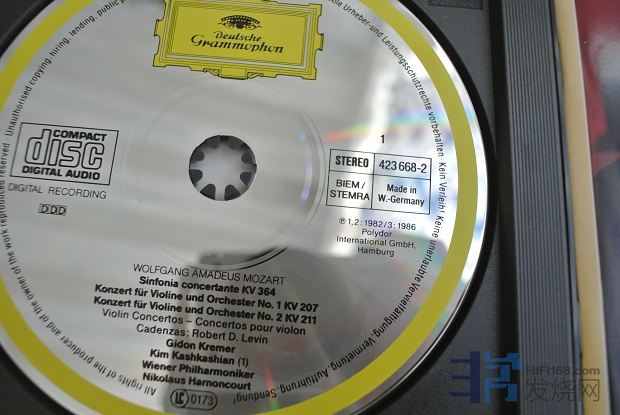 Deutsche
Grammophon
Alle Urheber- und Leistungsschutzrechte vorbehalten · Kein Verleih! Keine unerlaubte Vervielfältigung, Vermietung, Aufführung, Sendung!
All rights of the producer and of the owner of the work reproduced reserved · Unauthorised copying, hiring, lending, public
COMPACT
disc
DIGITAL AUDIO
DIGITAL RECORDING
DDD
1
STEREO 423 668-2
BIEM / Made in
STEMRA W.-Germany
℗ 1, 2: 1982 / 3: 1986
Polydor
International GmbH,
Hamburg
WOLFGANG AMADEUS MOZART
Sinfonia concertante KV 364
Konzert für Violine und Orchester No. 1 KV 207
Konzert für Violine und Orchester No. 2 KV 211
Violin Concertos – Concertos pour violon
Cadenzas: Robert D. Levin
Gidon Kremer
Kim Kashkashian (1)
Wiener Philharmoniker
Nikolaus Harnoncourt
LC 0173
HIFI168.com
发烧网